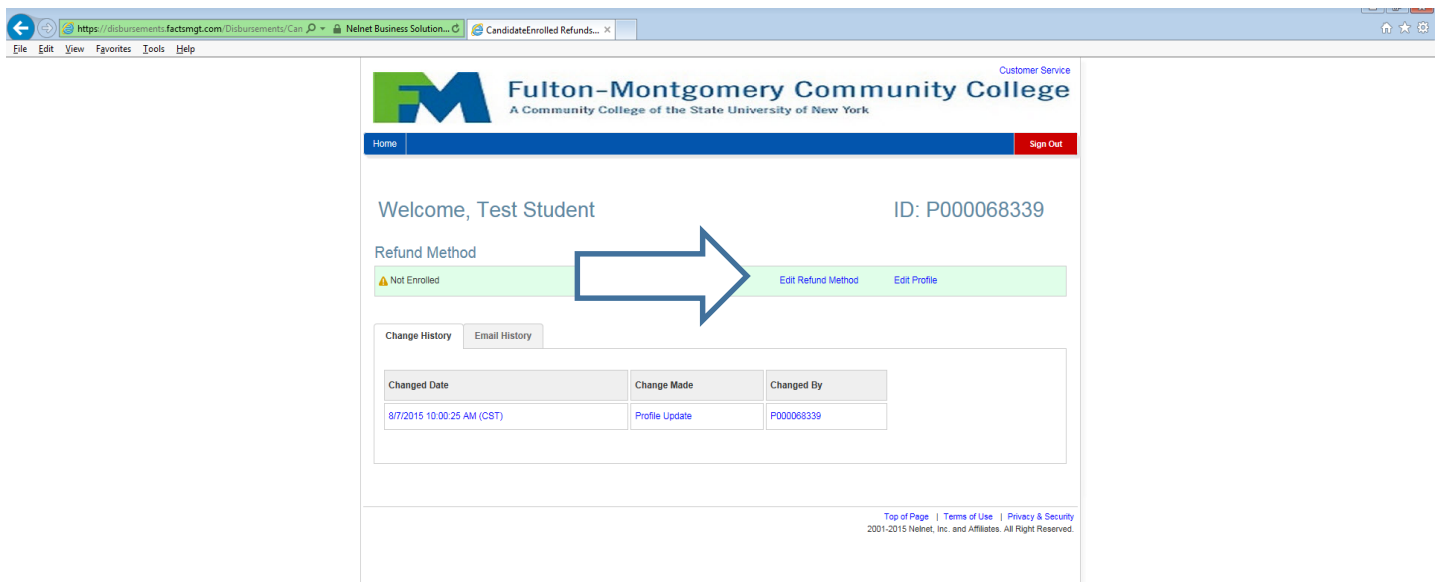 https://disbursements.factsmgt.com/Disbursements/Can
Nelnet Business Solution...
CandidateEnrolled Refunds...
File Edit View Favorites Tools Help
Customer Service
FM
Fulton-Montgomery Community College
A Community College of the State University of New York
Home
Sign Out
Welcome, Test Student
ID: P000068339
Refund Method
Not Enrolled
Edit Refund Method
Edit Profile
Change History
Email History
Changed Date
Change Made
Changed By
8/7/2015 10:00:25 AM (CST)
Profile Update
P000068339
Top of Page | Terms of Use | Privacy & Security
2001-2015 Nelnet, Inc. and Affiliates. All Right Reserved.